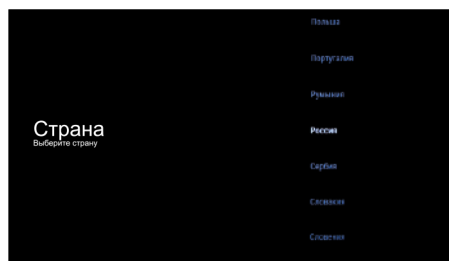 Страна
Выберите страну
Польша
Португалия
Румыния
Россия
Сербия
Словакия
Словения